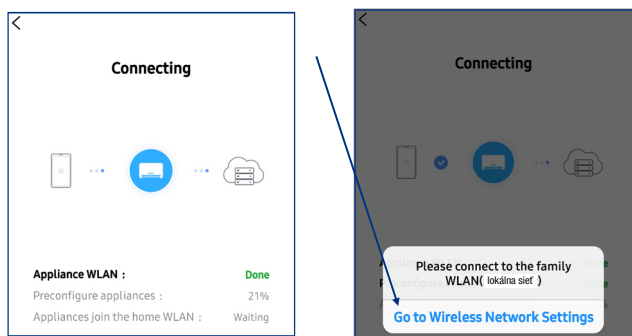 Connecting
Appliance WLAN : Done
Preconfigure appliances : 21%
Appliances join the home WLAN : Waiting
Connecting
Please connect to the family
WLAN( lokálna sieť )
Go to Wireless Network Settings